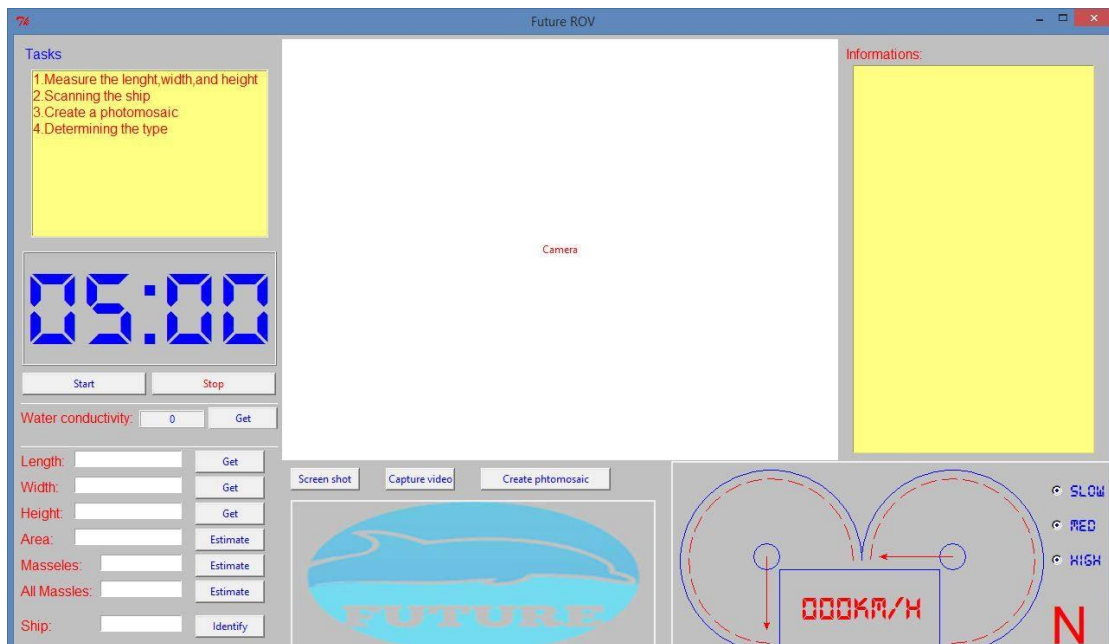 Future ROV
Tasks
1.Measure the lenght,width,and height
2.Scanning the ship
3.Create a photomosaic
4.Determining the type
05:00
Start
Stop
Water conductivity: 0 Get
Length: Get
Width: Get
Height: Get
Area: Estimate
Masseles: Estimate
All Massles: Estimate
Ship: Identify
Camera
Screen shot
Capture video
Create phtomosaic
FUTURE
Informations:
SLOW
MED
HIGH
000KM/H
N